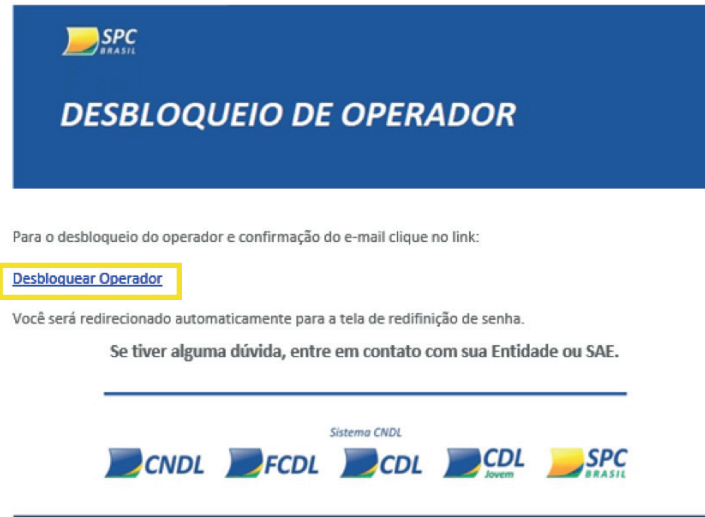 SPC
BRASIL
DESBLOQUEIO DE OPERADOR
Para o desbloqueio do operador e confirmação do e-mail clique no link:
Desbloquear Operador
Você será redirecionado automaticamente para a tela de redifinição de senha.
Se tiver alguma dúvida, entre em contato com sua Entidade ou SAE.
Sistema CNDL
CNDL FCDL CDL CDL Jovem SPC BRASIL